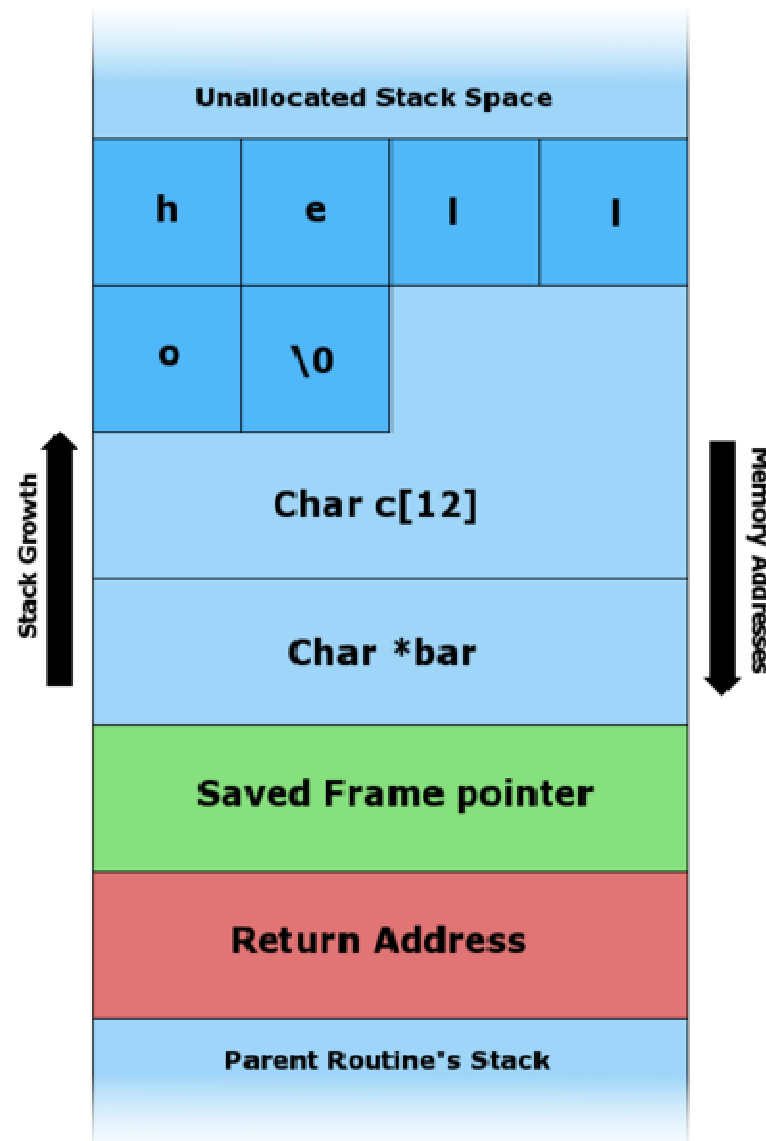 Unallocated Stack Space
h e l l
o \0
Char c[12]
Stack Growth
Memory Addresses
Char *bar
Saved Frame pointer
Return Address
Parent Routine's Stack